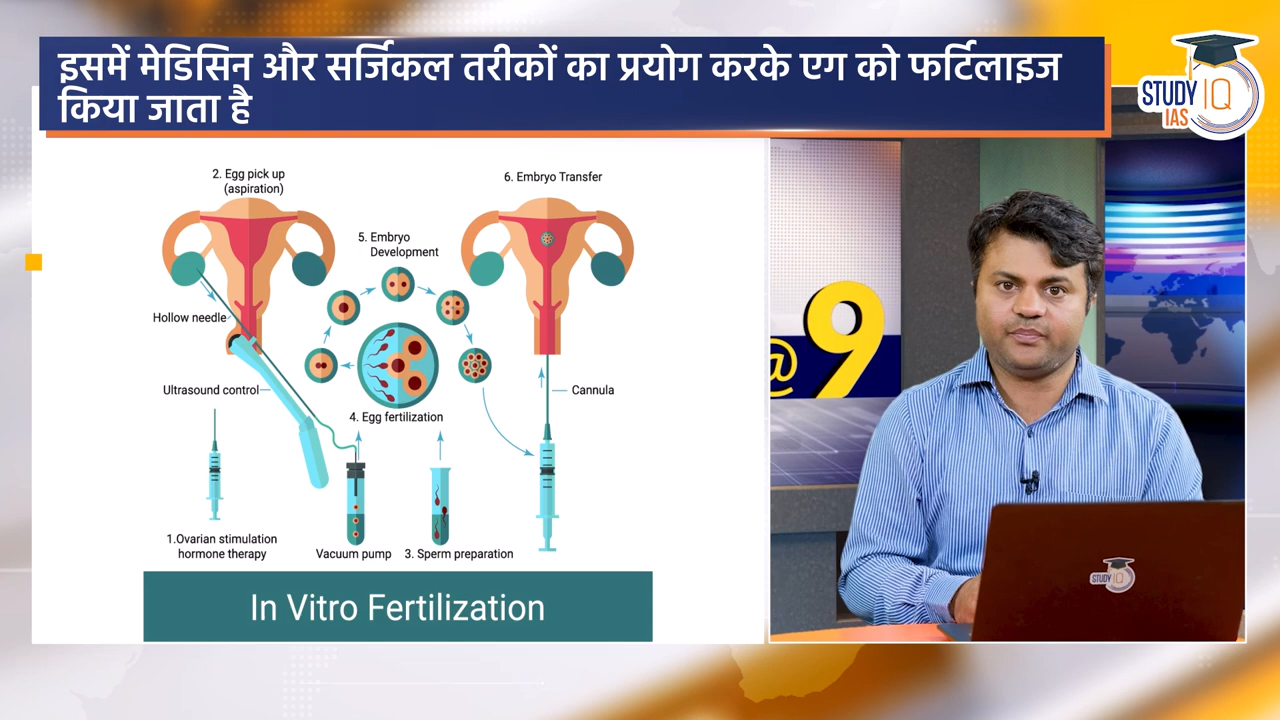 इसमें मेडिसिन और सर्जिकल तरीकों का प्रयोग करके एग को फर्टिलाइज
किया जाता है
STUDY IQ
IAS
2. Egg pick up
(aspiration)
6. Embryo Transfer
5. Embryo
Development
Hollow needle
Ultrasound control
Cannula
4. Egg fertilization
1.Ovarian stimulation
hormone therapy
Vacuum pump
3. Sperm preparation
In Vitro Fertilization
@9
STUDY IQ